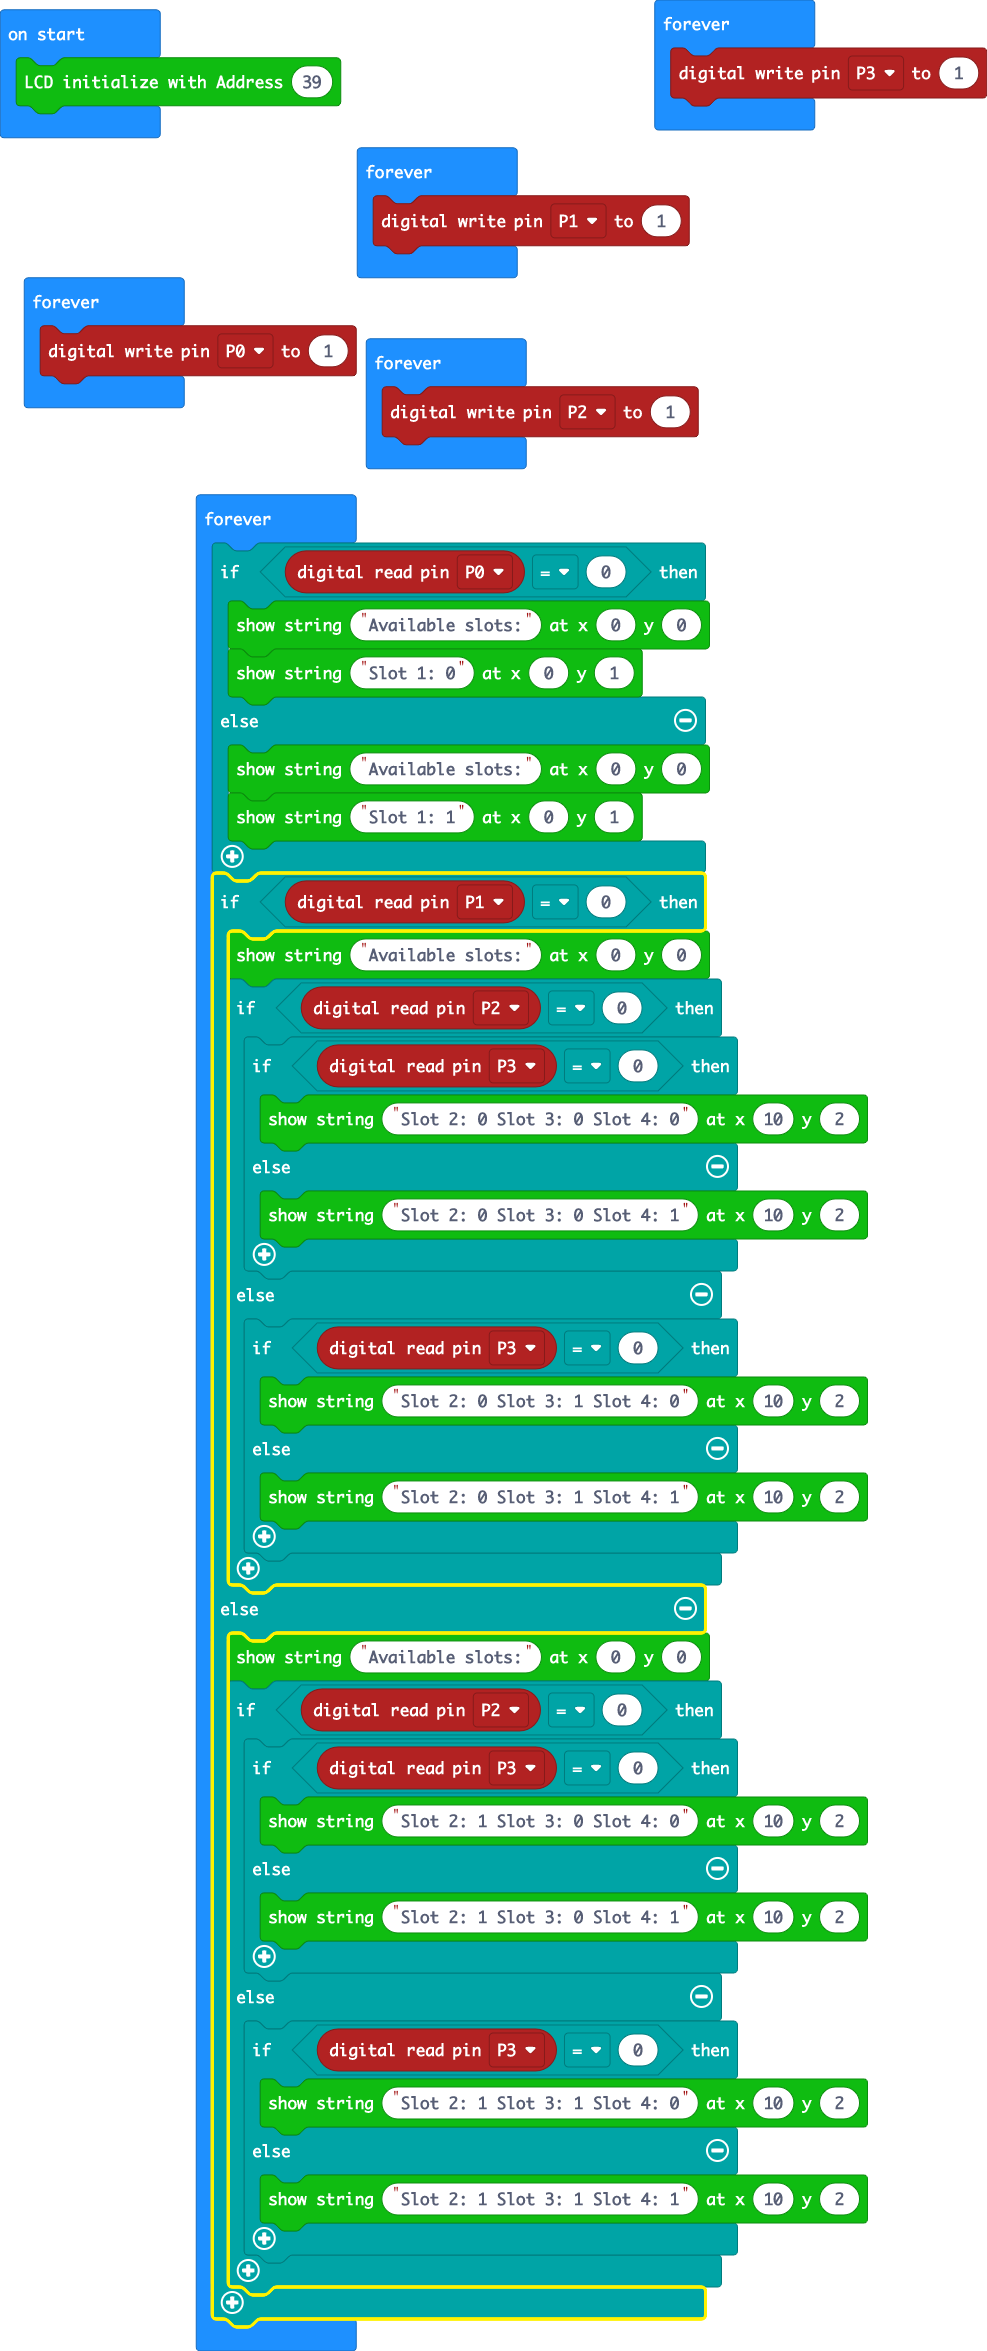 on start
LCD initialize with Address 39
forever
digital write pin P3 to 1
forever
digital write pin P1 to 1
forever
digital write pin P0 to 1
forever
digital write pin P2 to 1
forever
if digital read pin P0 = 0 then
show string "Available slots:" at x 0 y 0
show string "Slot 1: 0" at x 0 y 1
else
show string "Available slots:" at x 0 y 0
show string "Slot 1: 1" at x 0 y 1
if digital read pin P1 = 0 then
show string "Available slots:" at x 0 y 0
if digital read pin P2 = 0 then
if digital read pin P3 = 0 then
show string "Slot 2: 0 Slot 3: 0 Slot 4: 0" at x 10 y 2
else
show string "Slot 2: 0 Slot 3: 0 Slot 4: 1" at x 10 y 2
else
if digital read pin P3 = 0 then
show string "Slot 2: 0 Slot 3: 1 Slot 4: 0" at x 10 y 2
else
show string "Slot 2: 0 Slot 3: 1 Slot 4: 1" at x 10 y 2
else
show string "Available slots:" at x 0 y 0
if digital read pin P2 = 0 then
if digital read pin P3 = 0 then
show string "Slot 2: 1 Slot 3: 0 Slot 4: 0" at x 10 y 2
else
show string "Slot 2: 1 Slot 3: 0 Slot 4: 1" at x 10 y 2
else
if digital read pin P3 = 0 then
show string "Slot 2: 1 Slot 3: 1 Slot 4: 0" at x 10 y 2
else
show string "Slot 2: 1 Slot 3: 1 Slot 4: 1" at x 10 y 2